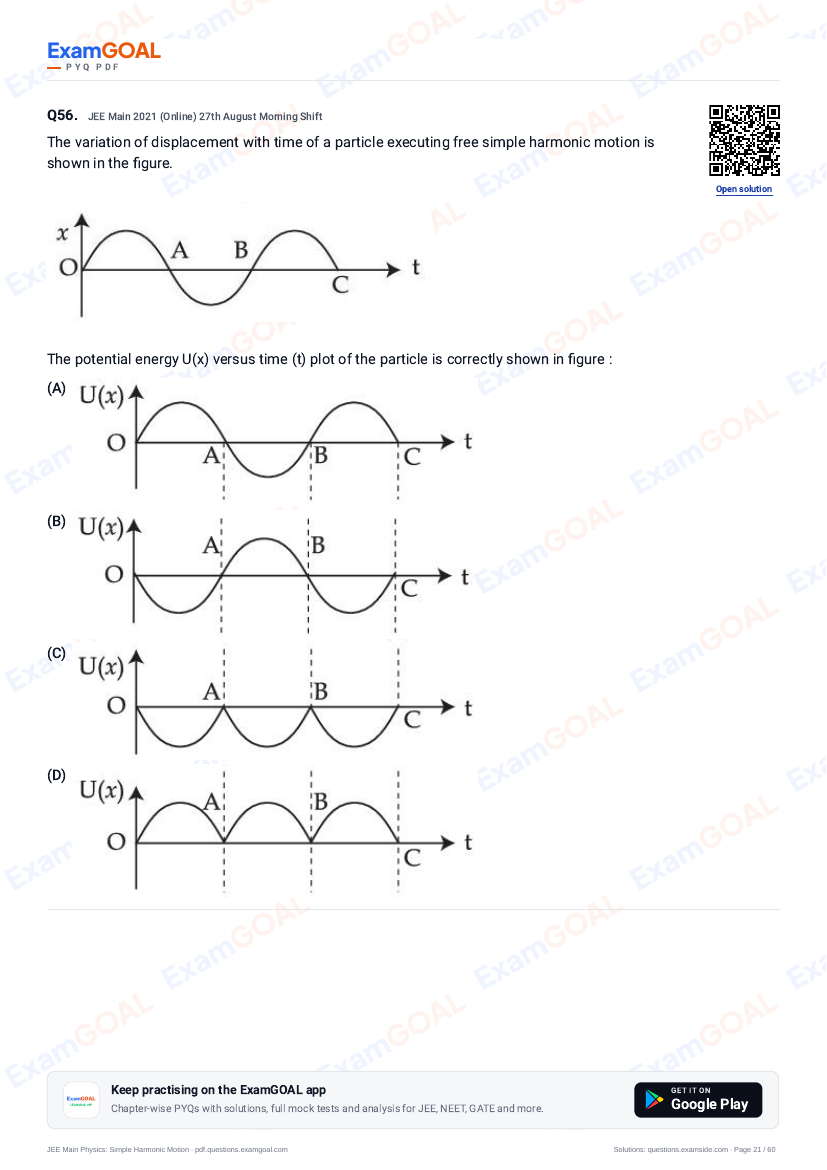 ExamGOAL
PYQ PDF
Q56. JEE Main 2021 (Online) 27th August Morning Shift
The variation of displacement with time of a particle executing free simple harmonic motion is
shown in the figure.
Open solution
x
A B
O t
C
The potential energy U(x) versus time (t) plot of the particle is correctly shown in figure :
(A) U(x)
O t
A B C
(B) U(x)
A B
O t
C
(C) U(x)
A B
O t
C
(D) U(x)
A B
O t
C
Keep practising on the ExamGOAL app
Chapter-wise PYQs with solutions, full mock tests and analysis for JEE, NEET, GATE and more.
GET IT ON
Google Play
JEE Main Physics: Simple Harmonic Motion · pdf.questions.examgoal.com
Solutions: questions.examside.com · Page 21 / 60